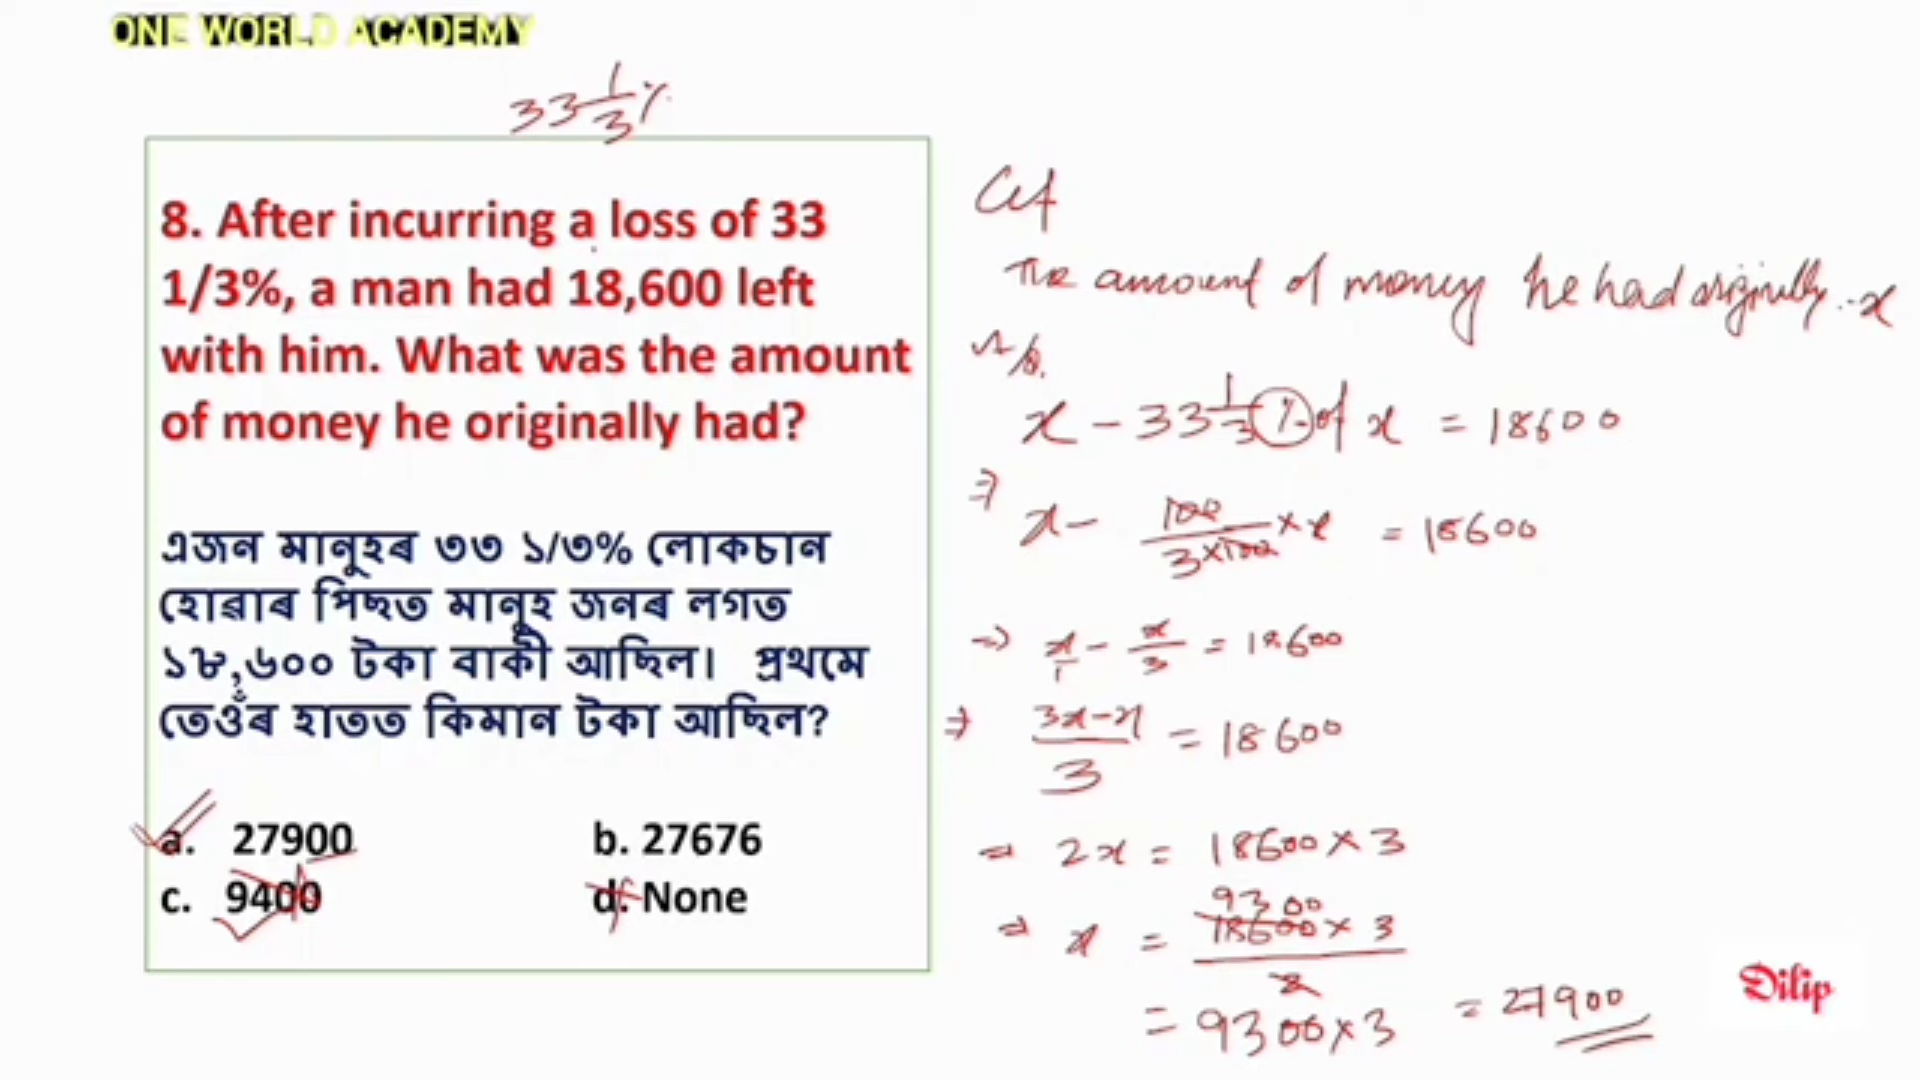 ONE WORLD ACADEMY
33 1/3 %
8. After incurring a loss of 33
1/3%, a man had 18,600 left
with him. What was the amount
of money he originally had?
এজন মানুহৰ ৩৩ ১/৩% লোকচান
হোৱাৰ পিছত মানুহ জনৰ লগত
১৮,৬০০ টকা বাকী আছিল। প্ৰথমে
তেওঁৰ হাতত কিমান টকা আছিল?
a. 27900 b. 27676
c. 9400 d. None
The amount of money he had originally .. x
x - 33 1/3 % of x = 18600
⇒ x - 100/(3×100) × x = 18600
⇒ x/1 - x/3 = 18600
⇒ (3x-x)/3 = 18600
⇒ 2x = 18600 × 3
9300
⇒ x = 18600 × 3 / 2
= 9300 × 3 = 27900
Dilip